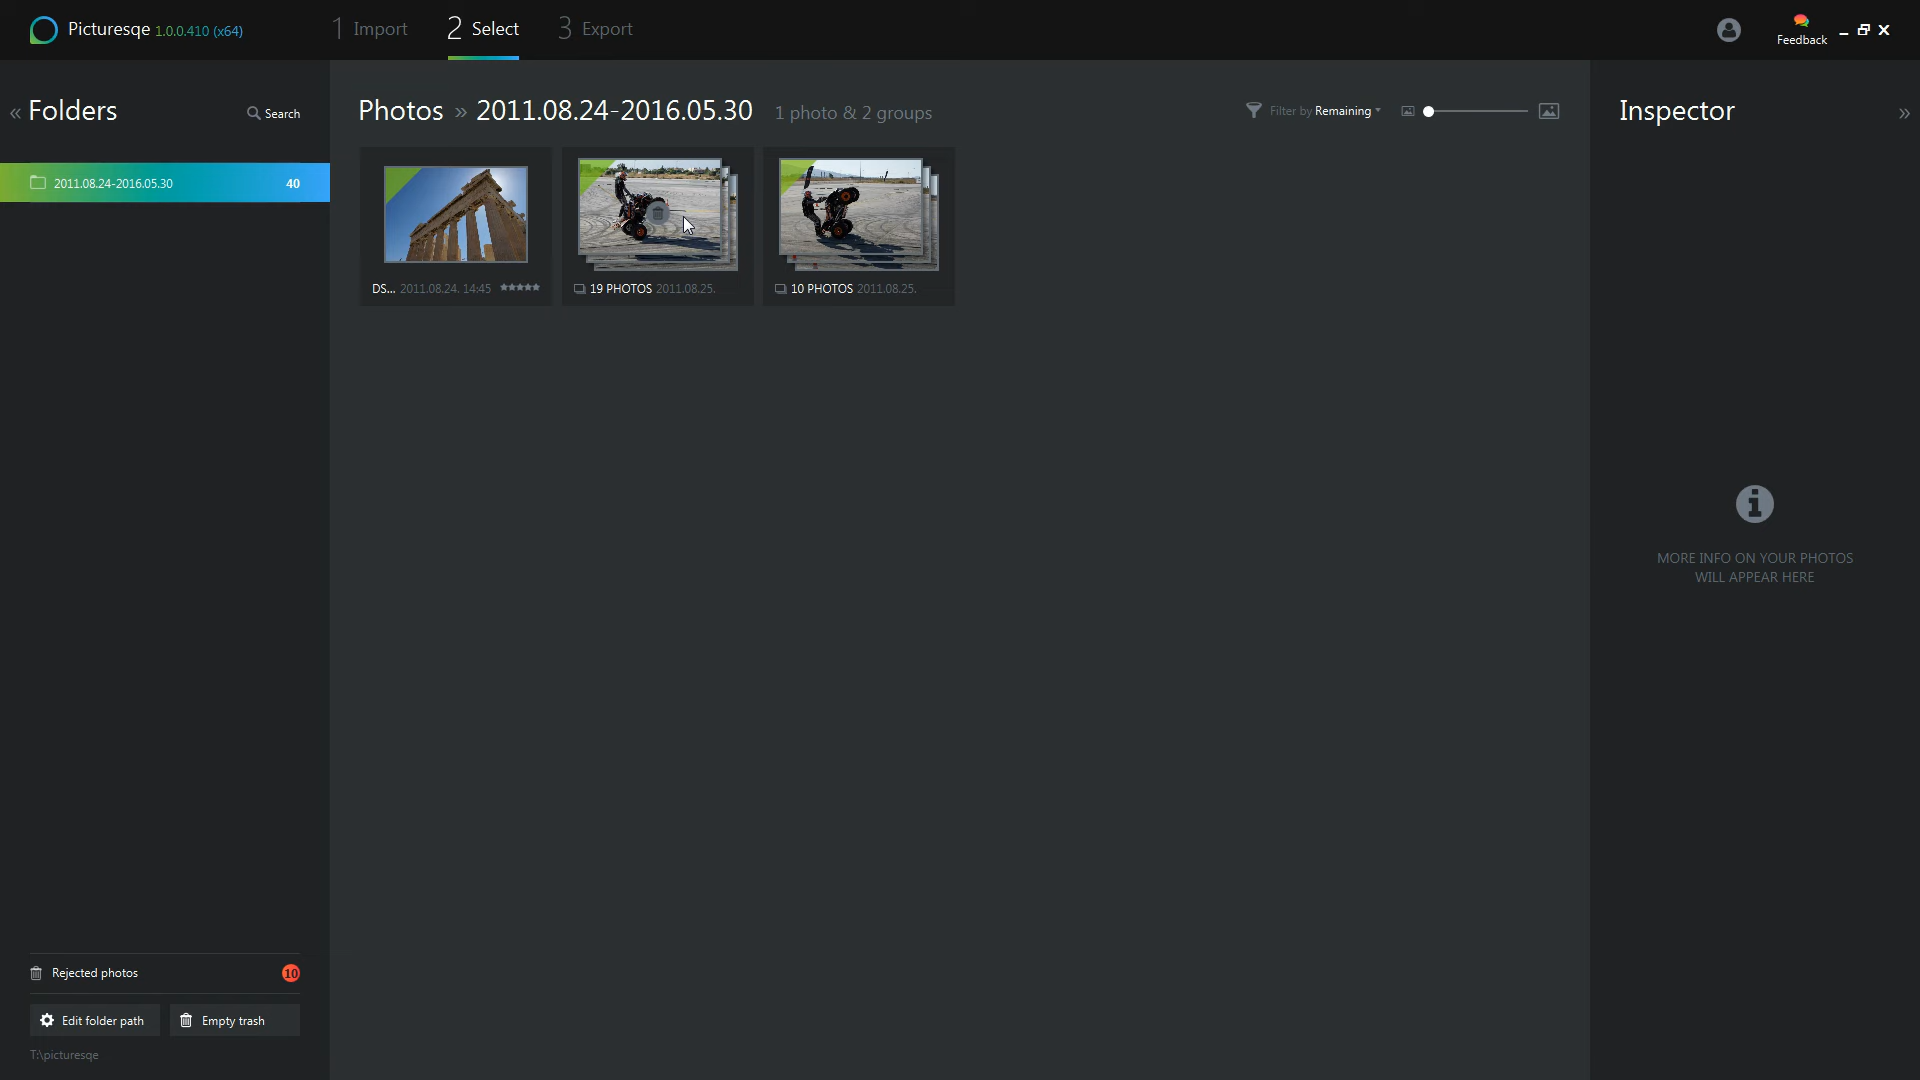 Picturesqe 1.0.0.410 (x64)
1 Import
2 Select
3 Export
Feedback
« Folders
Search
Photos » 2011.08.24-2016.05.30 1 photo & 2 groups
Filter by Remaining
Inspector »
2011.08.24-2016.05.30 40
DS... 2011.08.24. 14:45
19 PHOTOS 2011.08.25.
10 PHOTOS 2011.08.25.
MORE INFO ON YOUR PHOTOS
WILL APPEAR HERE
Rejected photos 10
Edit folder path
Empty trash
T:\picturesqe